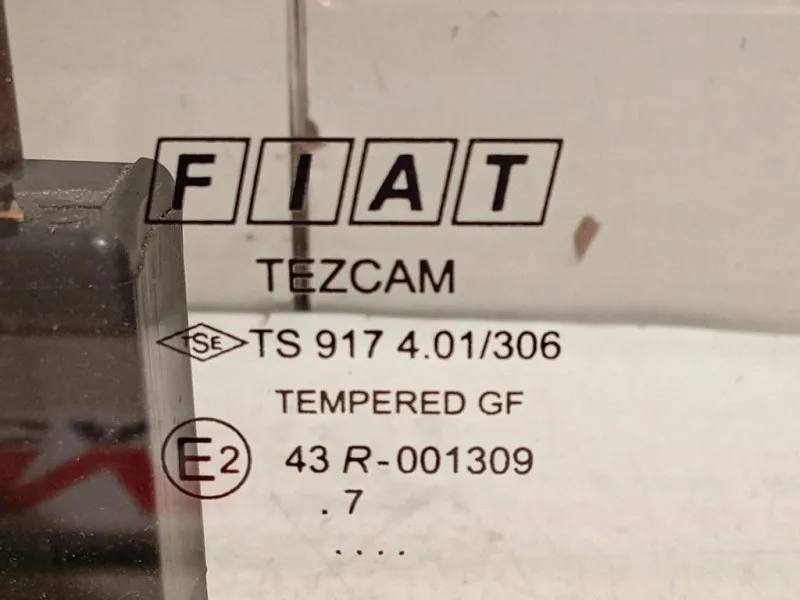 FIAT
TEZCAM
TSE TS 917 4.01/306
TEMPERED GF
E2 43 R-001309
. 7
. . . .